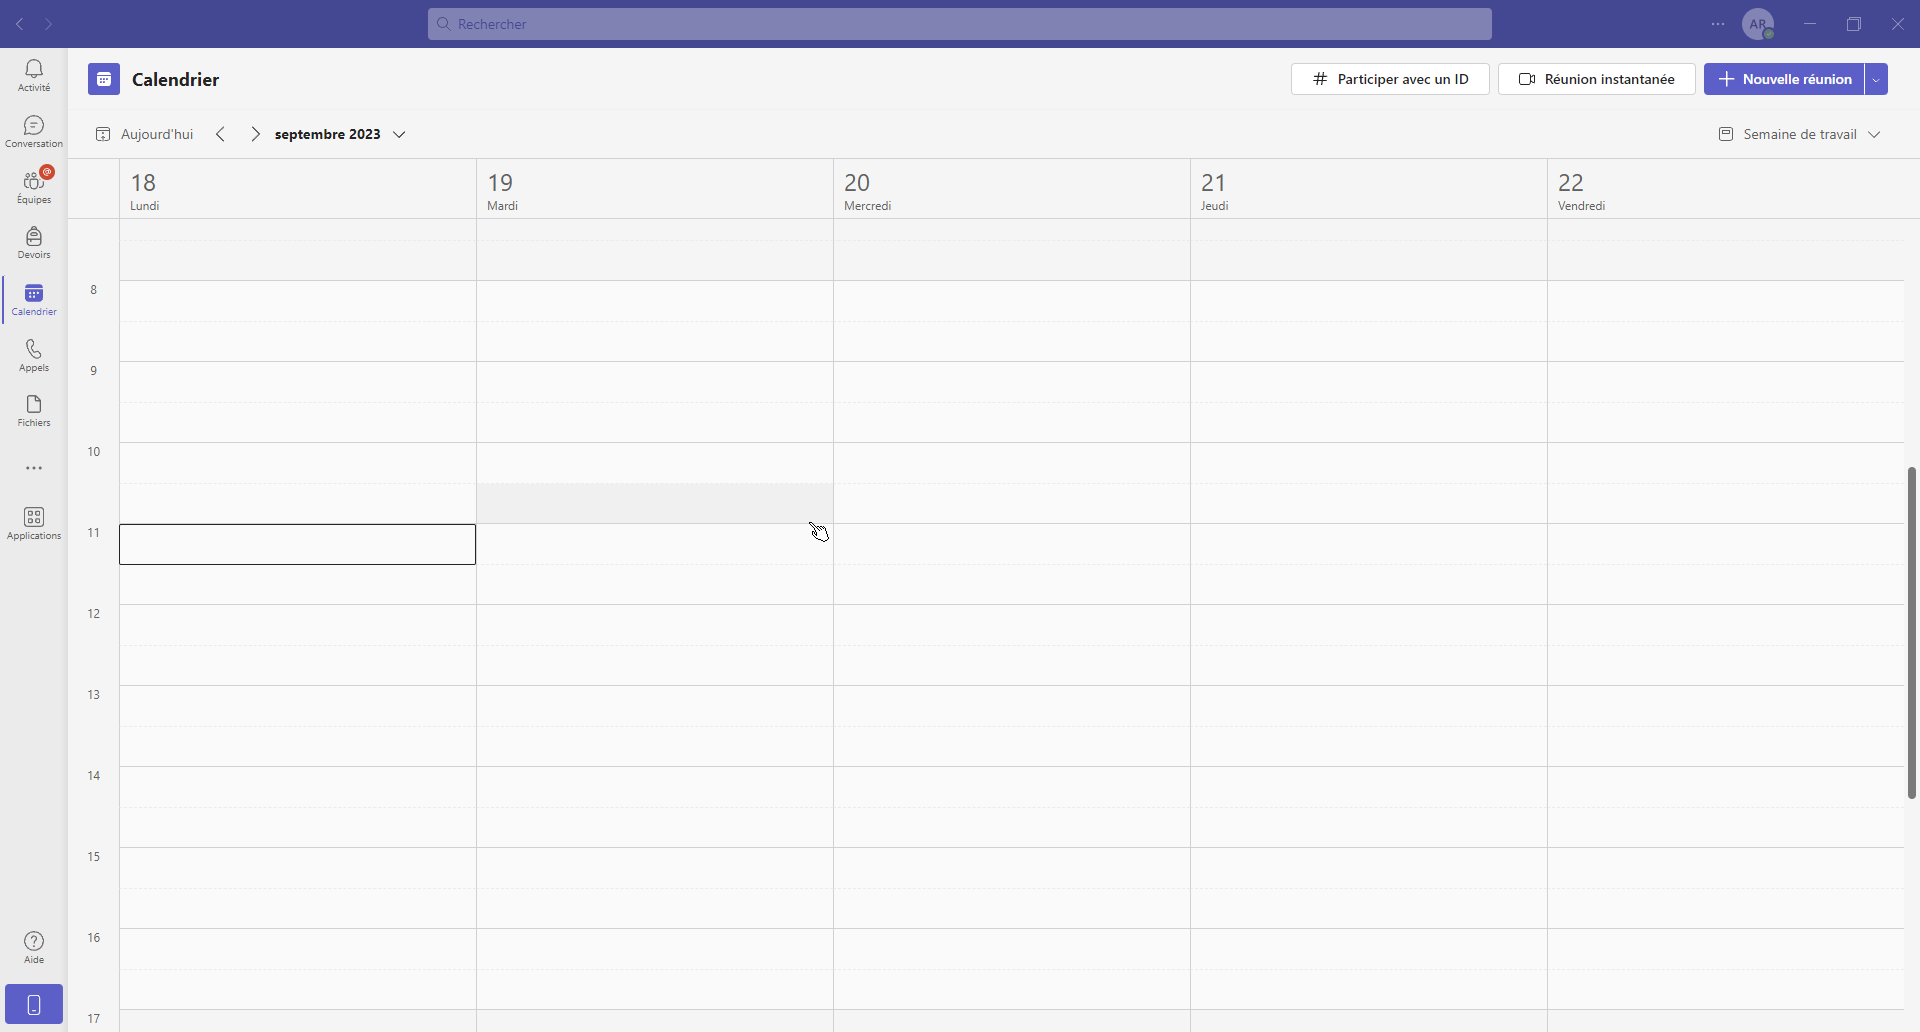 Rechercher
AR
Activité
Conversation
@
Équipes
Devoirs
Calendrier
Appels
Fichiers
Applications
Aide
Calendrier
Participer avec un ID
Réunion instantanée
Nouvelle réunion
Aujourd'hui
septembre 2023
Semaine de travail
18
Lundi
19
Mardi
20
Mercredi
21
Jeudi
22
Vendredi
8
9
10
11
12
13
14
15
16
17